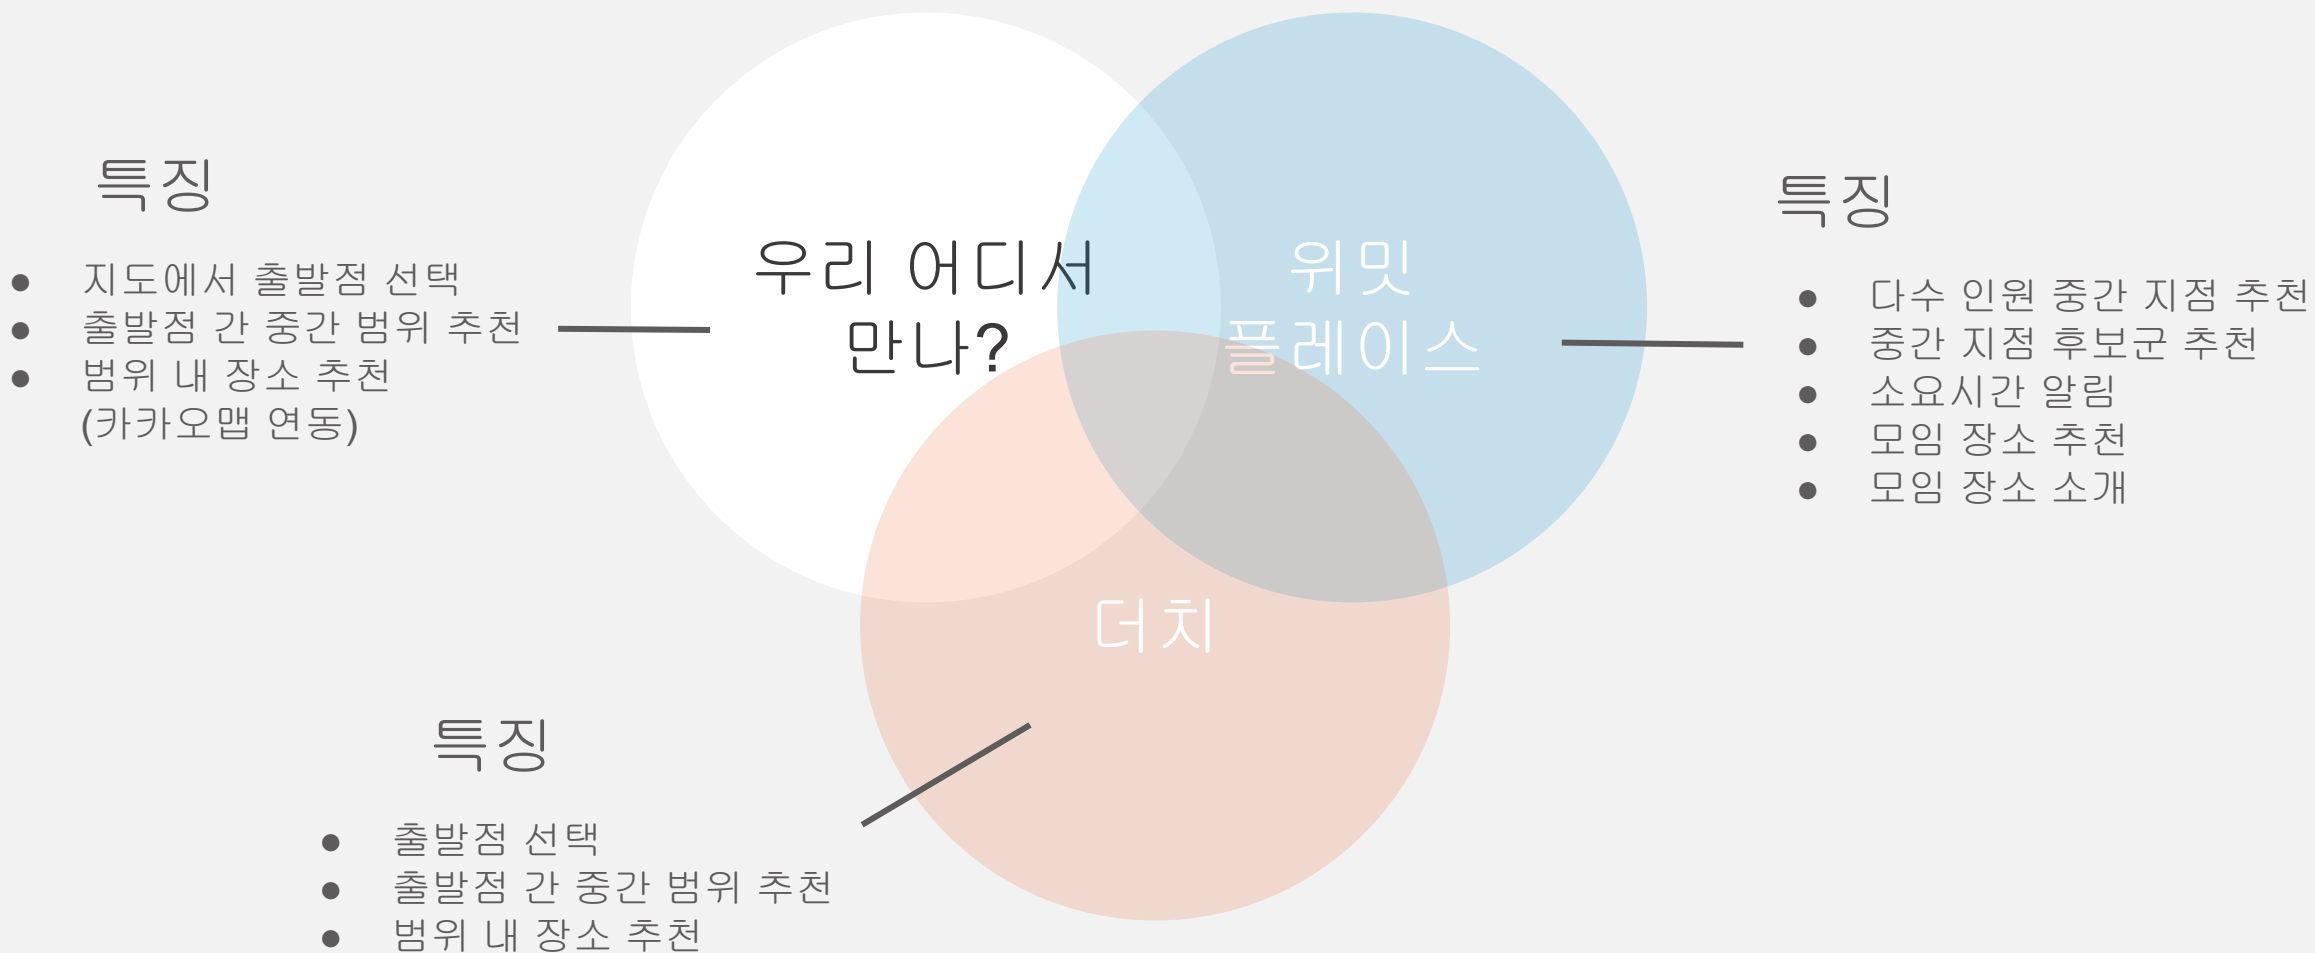 특징
● 지도에서 출발점 선택
● 출발점 간 중간 범위 추천
● 범위 내 장소 추천
(카카오맵 연동)
우리 어디서
만나?
위밋
플레이스
특징
● 다수 인원 중간 지점 추천
● 중간 지점 후보군 추천
● 소요시간 알림
● 모임 장소 추천
● 모임 장소 소개
더치
특징
● 출발점 선택
● 출발점 간 중간 범위 추천
● 범위 내 장소 추천